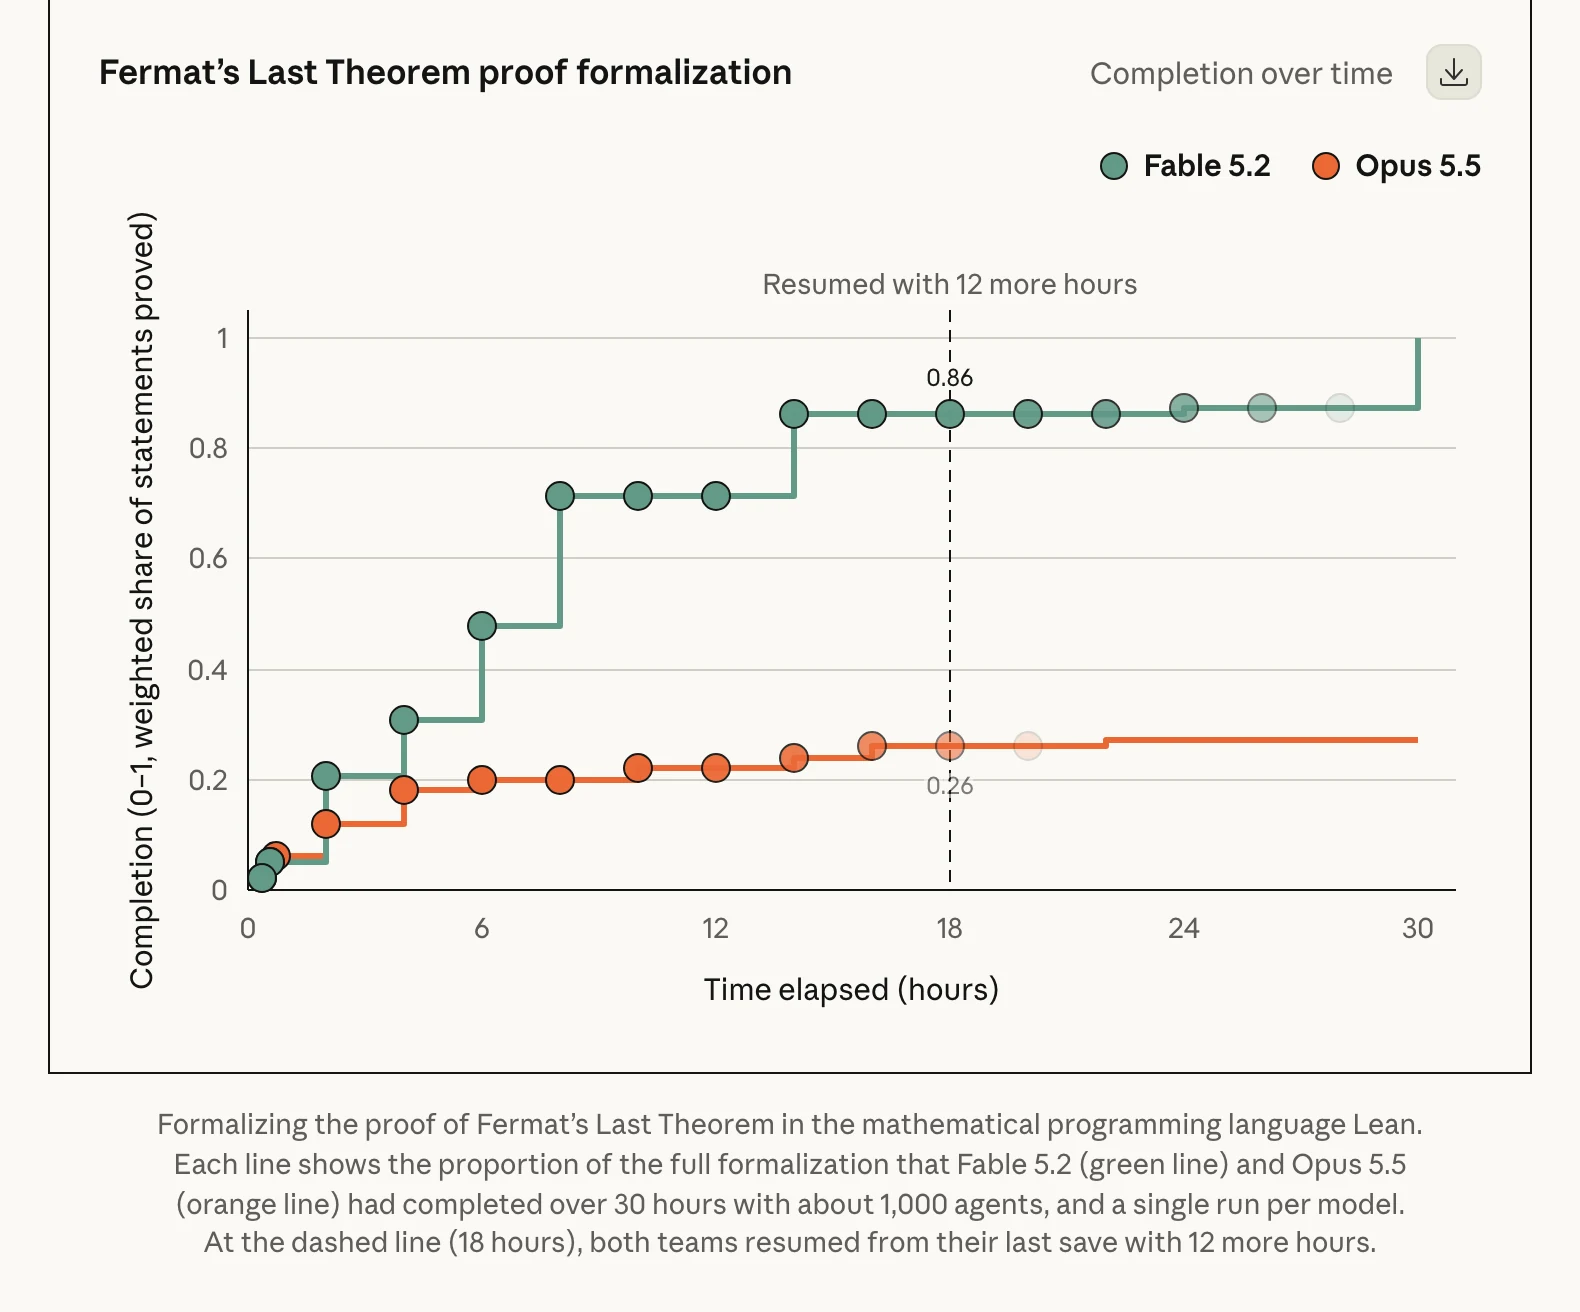 Fermat’s Last Theorem proof formalization
Completion over time
Fable 5.2
Opus 5.5
Completion (0–1, weighted share of statements proved)
Resumed with 12 more hours
1
0.86
0.8
0.6
0.4
0.2
0.26
0
0
6
12
18
24
30
Time elapsed (hours)
Formalizing the proof of Fermat’s Last Theorem in the mathematical programming language Lean.
Each line shows the proportion of the full formalization that Fable 5.2 (green line) and Opus 5.5
(orange line) had completed over 30 hours with about 1,000 agents, and a single run per model.
At the dashed line (18 hours), both teams resumed from their last save with 12 more hours.